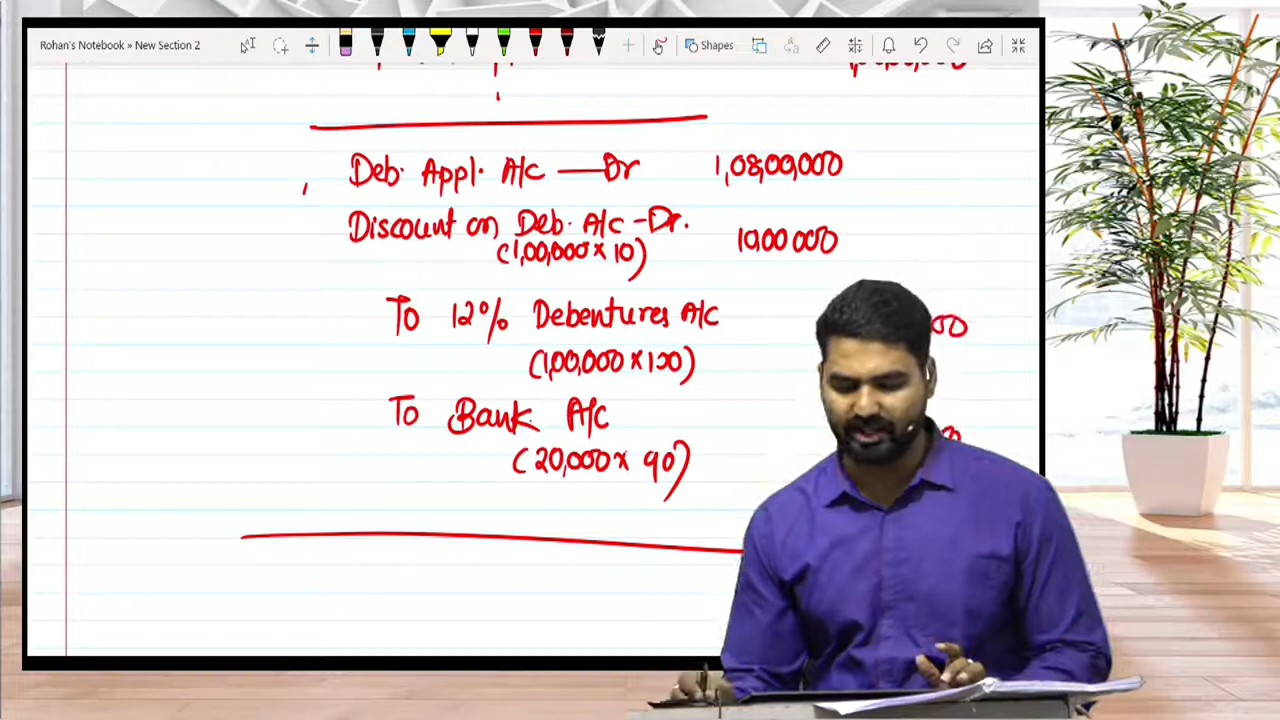 Rohan's Notebook » New Section 2
Shapes
Deb. Appl. A/c — Dr 1,08,00,000
Discount on Deb. A/c - Dr.
(1,00,000 × 10) 10,00 000
To 12% Debentures A/c
(1,00,000 × 100)
To Bank A/c
(20,000 × 90)